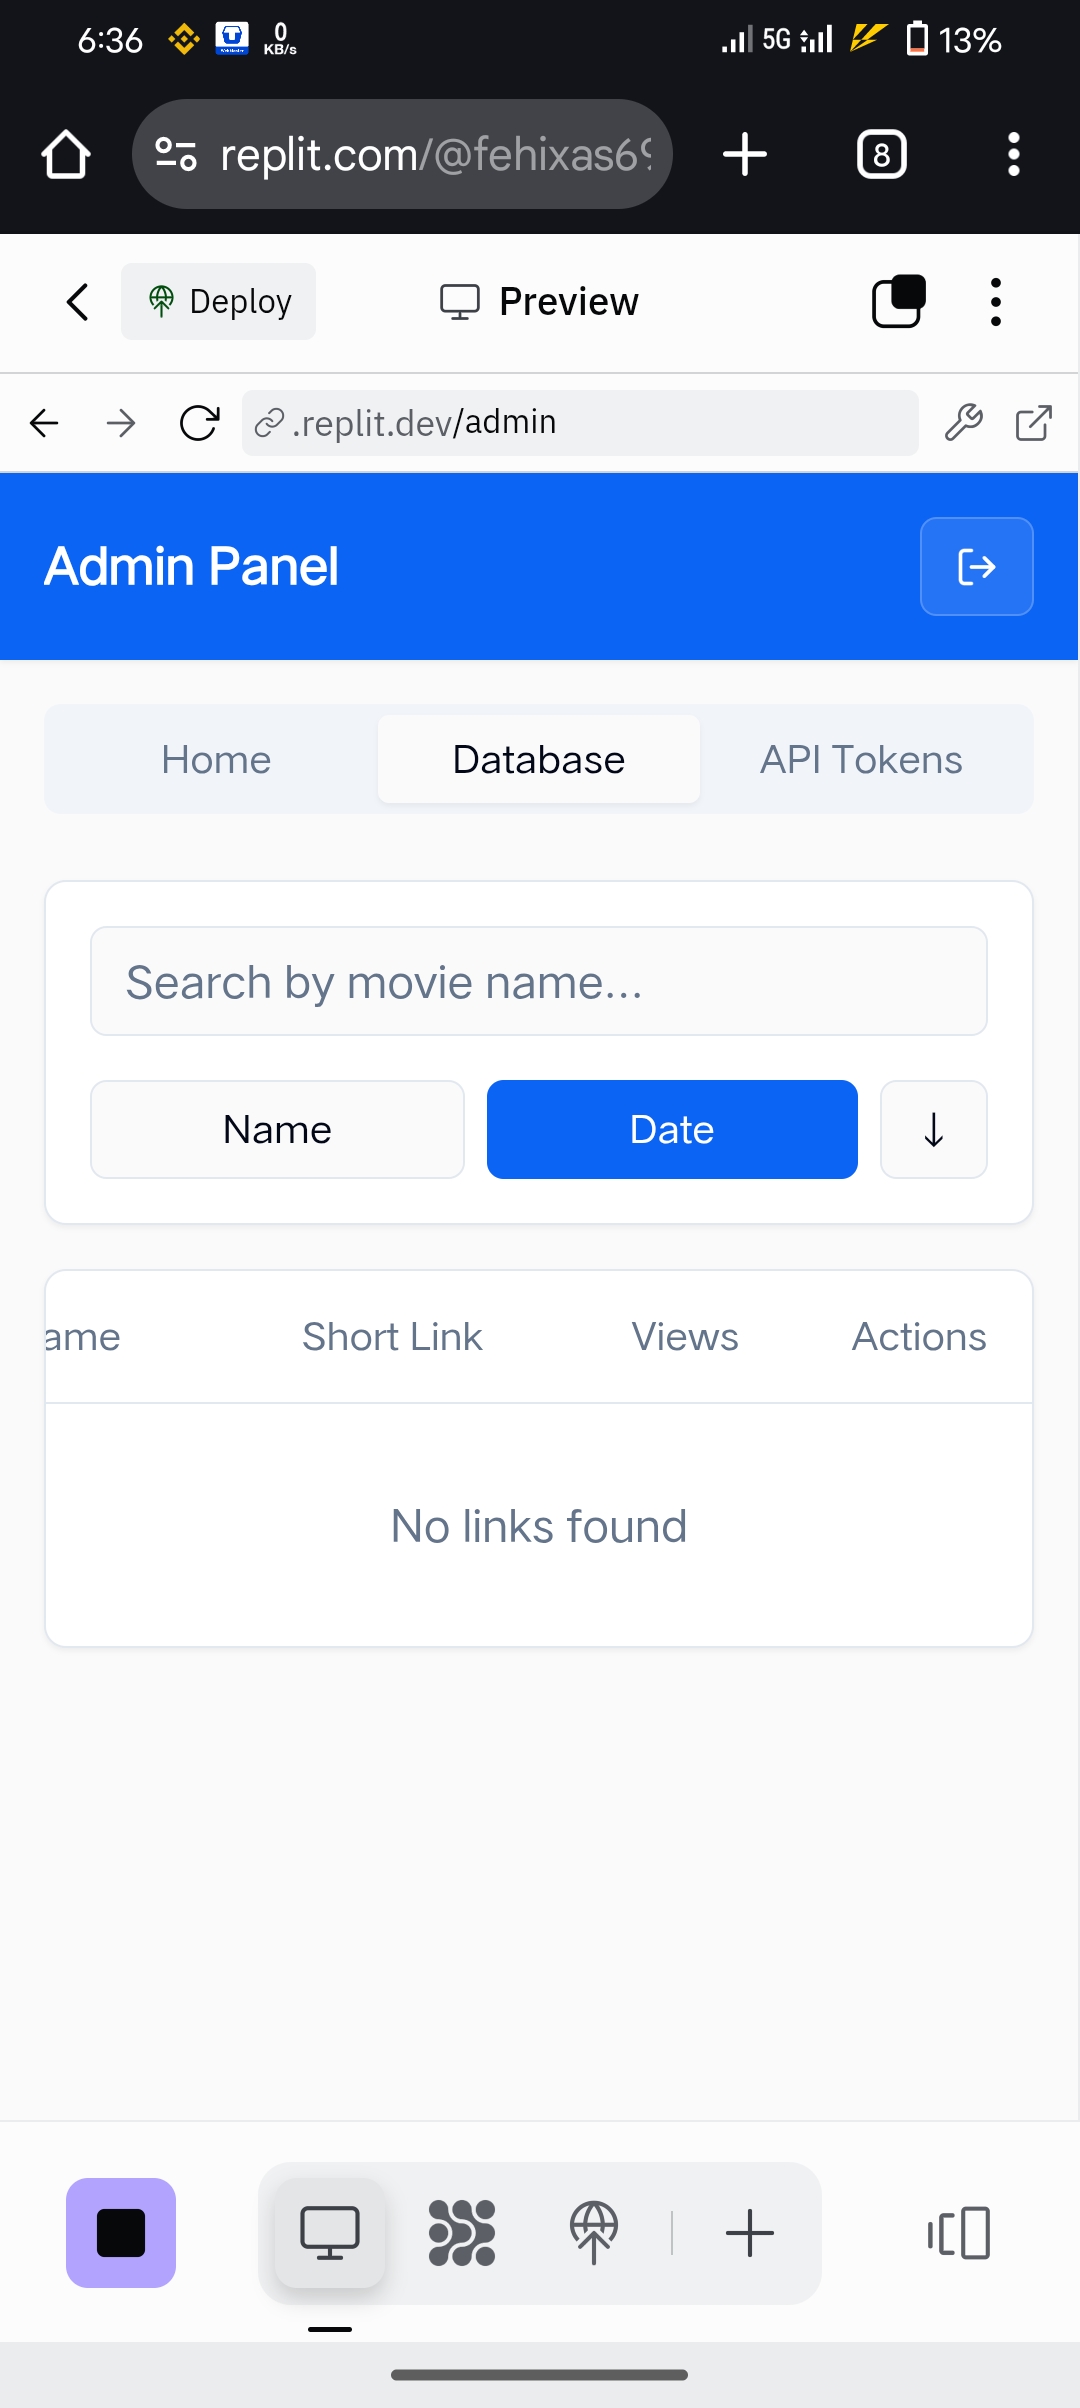 6:36
0
KB/s
5G
13%
replit.com/@fehixas69
8
Deploy
Preview
.replit.dev/admin
Admin Panel
Home
Database
API Tokens
Search by movie name...
Name
Date
↓
ame
Short Link
Views
Actions
No links found